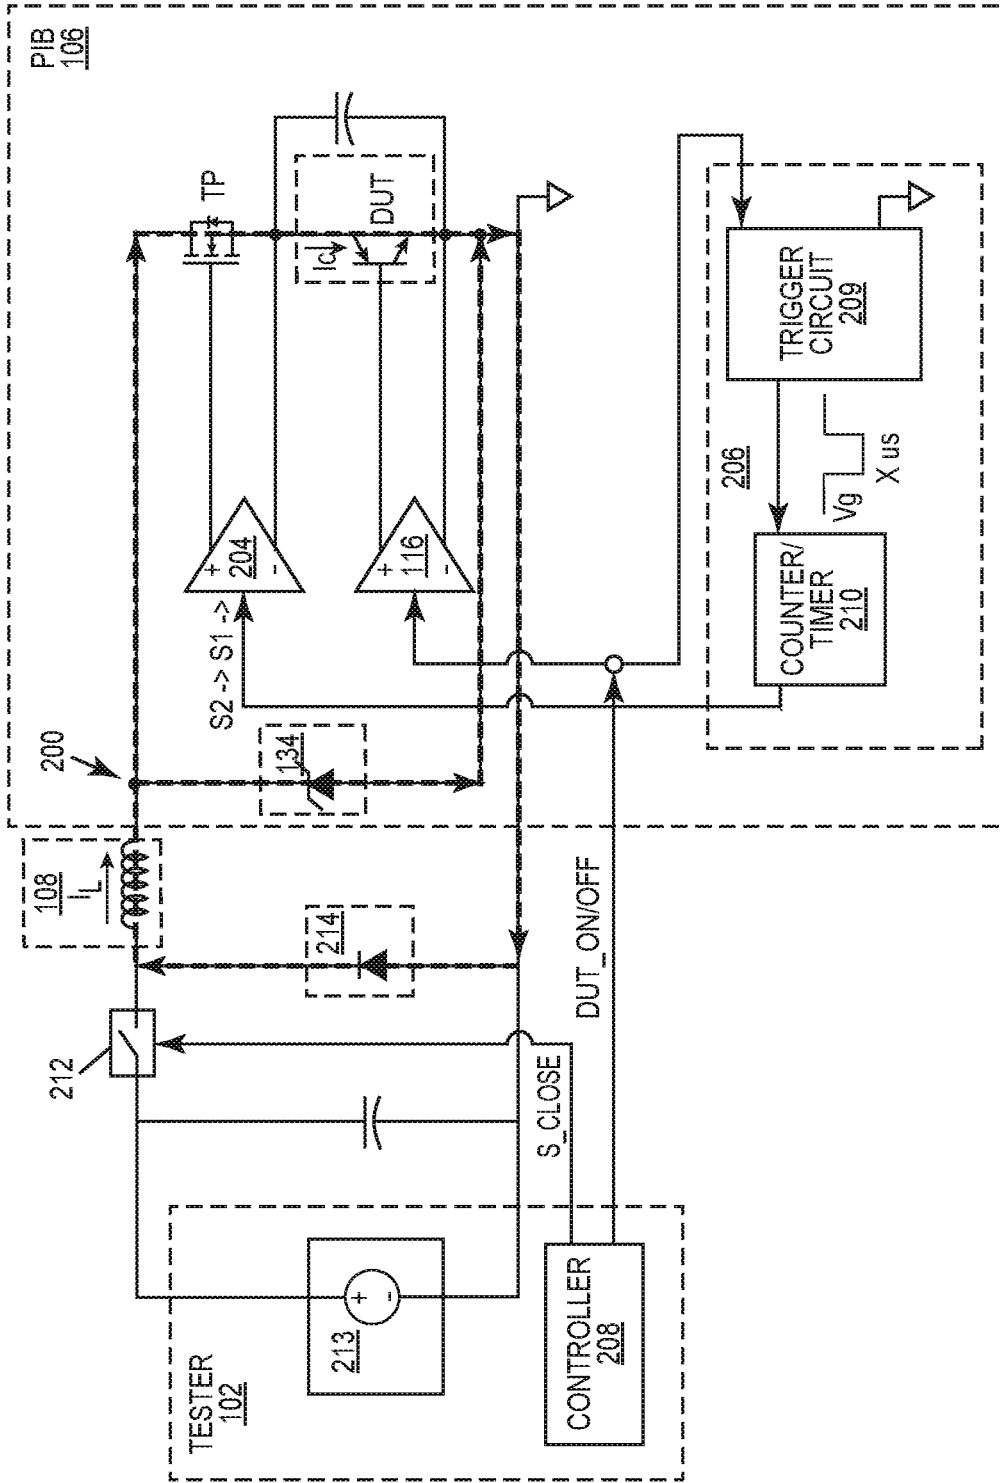 TESTER
102
213
+
-
CONTROLLER
208
212
S_CLOSE
DUT_ON/OFF
214
108
IL
200
134
S2 -> S1 ->
+
204
-
+
116
-
TP
Ic
DUT
PIB
106
206
COUNTER/
TIMER
210
Vg
X us
TRIGGER
CIRCUIT
209